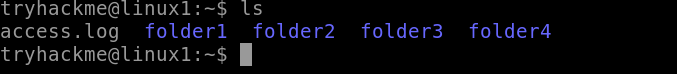 tryhackme@linux1:~$ ls
access.log folder1 folder2 folder3 folder4
tryhackme@linux1:~$